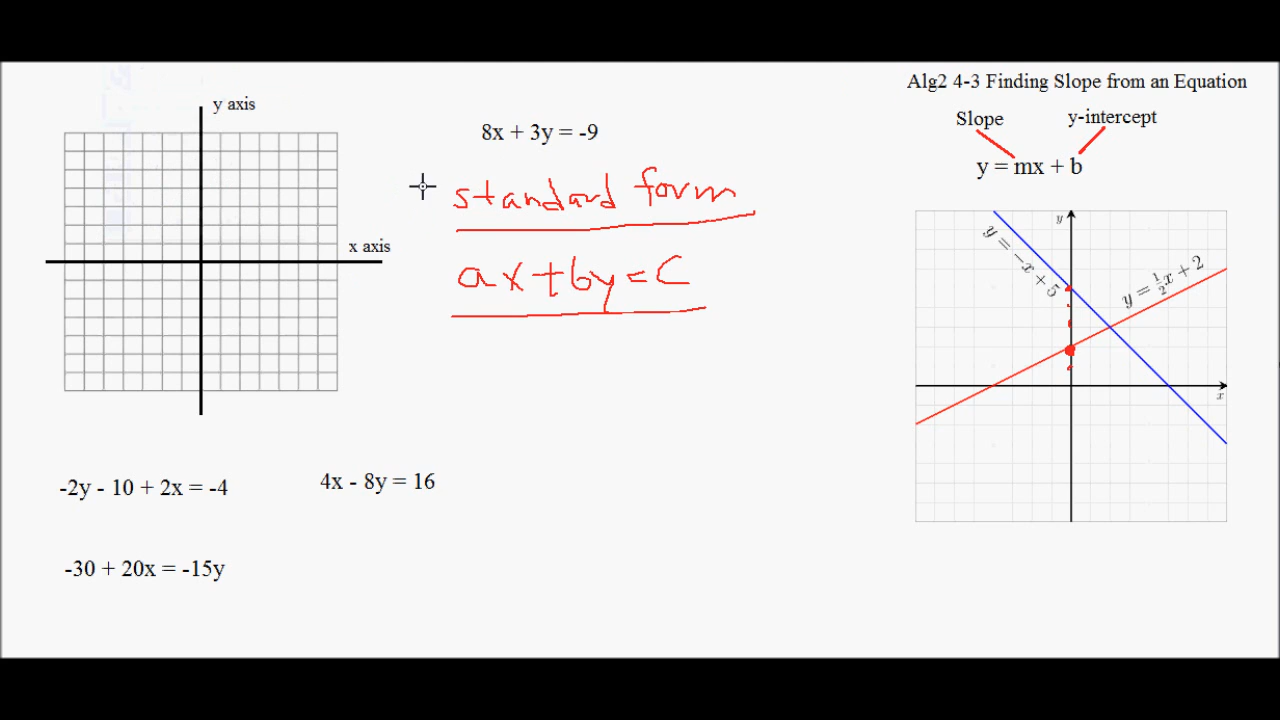 Alg2 4-3 Finding Slope from an Equation
Slope
y-intercept
y = mx + b
y axis
x axis
8x + 3y = -9
standard form
ax+by=C
y
y = −x + 5
y = 1/2x + 2
x
-2y - 10 + 2x = -4
4x - 8y = 16
-30 + 20x = -15y